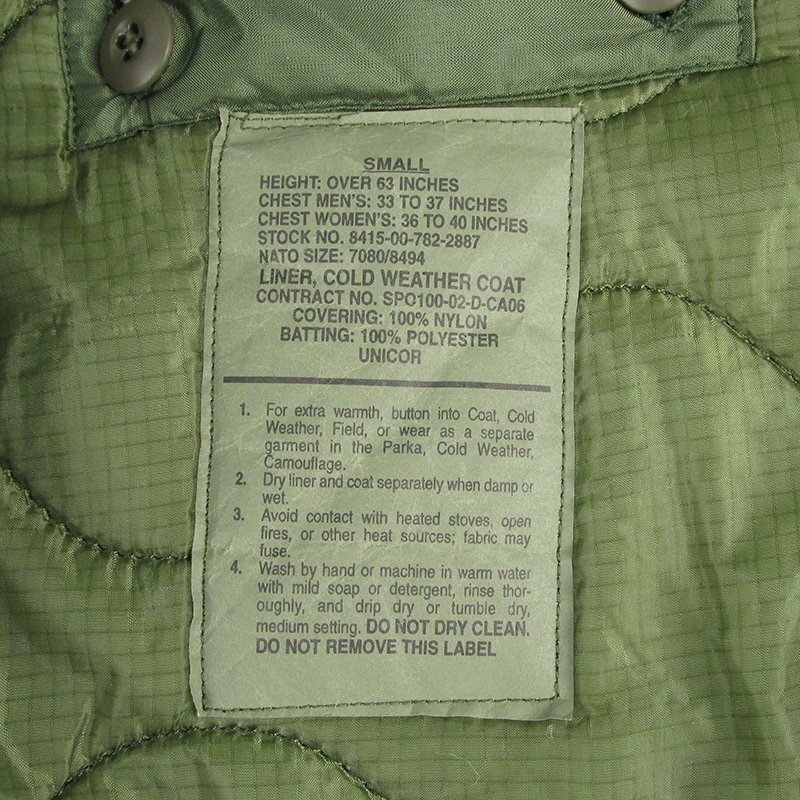 SMALL
HEIGHT: OVER 63 INCHES
CHEST MEN'S: 33 TO 37 INCHES
CHEST WOMEN'S: 36 TO 40 INCHES
STOCK NO. 8415-00-782-2887
NATO SIZE: 7080/8494
LINER, COLD WEATHER COAT
CONTRACT NO. SPO100-02-D-CA06
COVERING: 100% NYLON
BATTING: 100% POLYESTER
UNICOR
1. For extra warmth, button into Coat, Cold
Weather, Field, or wear as a separate
garment in the Parka, Cold Weather,
Camouflage.
2. Dry liner and coat separately when damp or
wet.
3. Avoid contact with heated stoves, open
fires, or other heat sources; fabric may
fuse.
4. Wash by hand or machine in warm water
with mild soap or detergent, rinse thor-
oughly, and drip dry or tumble dry,
medium setting. DO NOT DRY CLEAN.
DO NOT REMOVE THIS LABEL